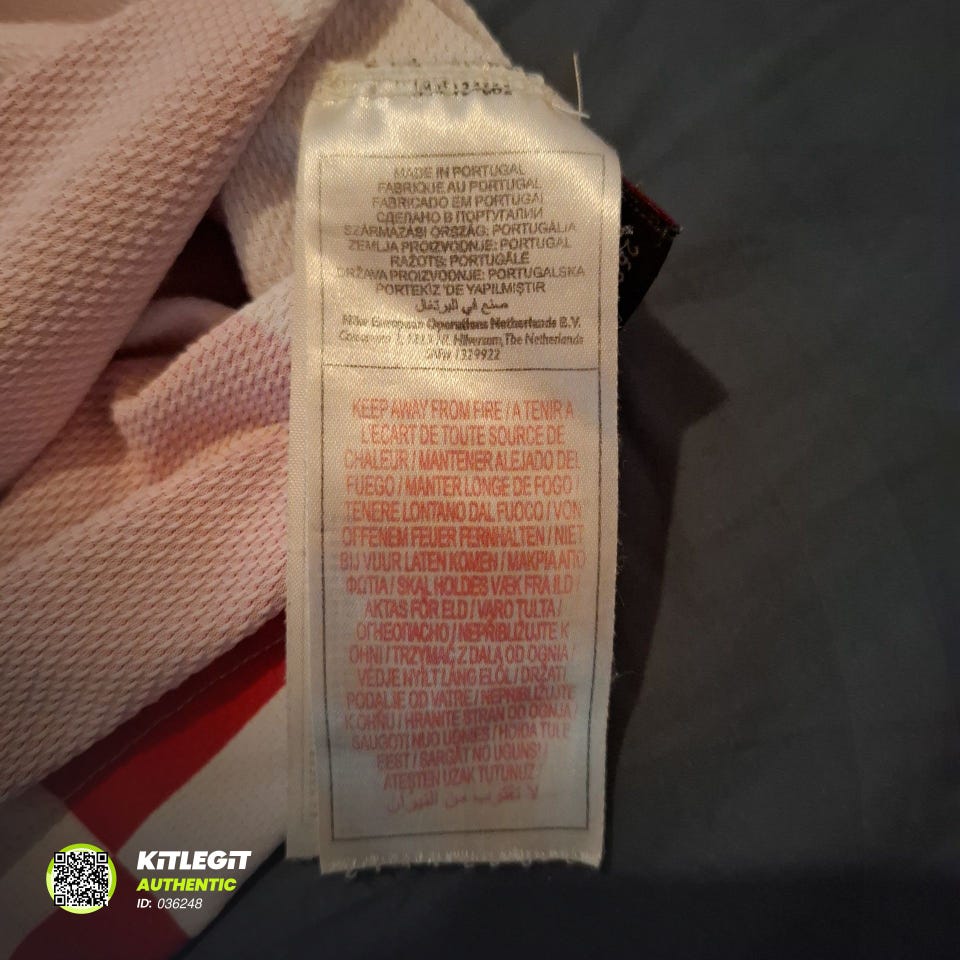 MADE IN PORTUGAL
FABRIQUE AU PORTUGAL
FABRICADO EM PORTUGAL
СДЕЛАНО В ПОРТУГАЛИИ
SZÁRMAZÁSI ORSZÁG: PORTUGÁLIA
ZEMLJA PROIZVODNJE: PORTUGAL
RAŽOTS: PORTUGĀLE
DRŽAVA PROIZVODNJE: PORTUGALSKA
PORTEKİZ'DE YAPILMIŞTIR
صنع في البرتغال
Nike European Operations Netherlands B.V.
Hilversum, The Netherlands
329922
KEEP AWAY FROM FIRE / A TENIR A
L'ECART DE TOUTE SOURCE DE
CHALEUR / MANTENER ALEJADO DEL
FUEGO / MANTER LONGE DE FOGO /
TENERE LONTANO DAL FUOCO / VON
OFFENEM FEUER FERNHALTEN / NIET
BIJ VUUR LATEN KOMEN / ΜΑΚΡΙΑ ΑΠΟ
ΦΩΤΙΑ / SKAL HOLDES VÆK FRA ILD /
AKTAS FÖR ELD / VARO TULTA /
ОГНЕОПАСНО / NEPŘIBLIŽUJTE K
OHNI / TRZYMAĆ Z DALA OD OGNIA /
VÉDJE NYÍLT LÁNG ELŐL / DRŽATI
PODALJE OD VATRE / NEPRIBLIŽUJTE
K OHŇU / HRANITE STRAN OD OGNJA /
SAUGOTI NUO UGNIES / HOIDA TULE
EEST / SARGĀT NO UGUNS /
ATEŞTEN UZAK TUTUNUZ
لا تقترب من النيران
KiTLEGiT
AUTHENTIC
ID: 036248